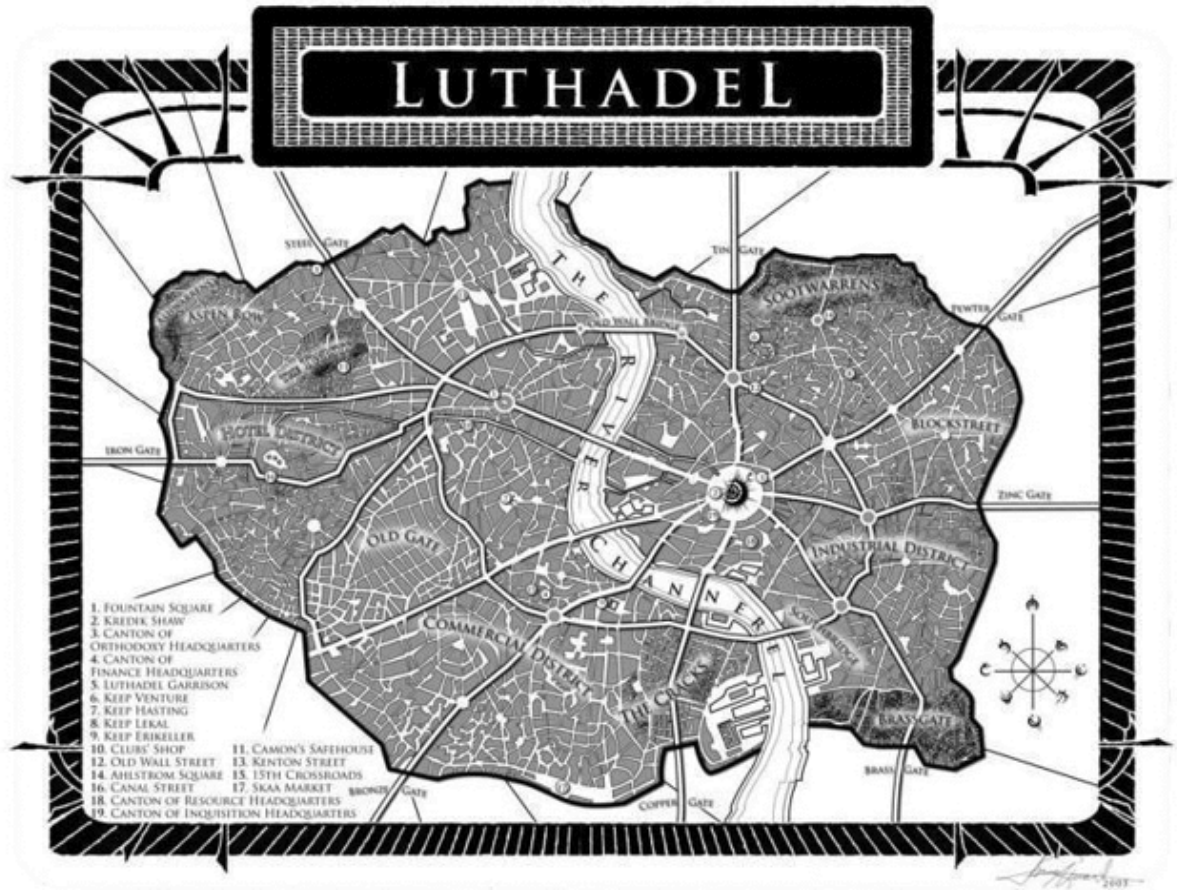 LUTHADEL
STEEL GATE
TIN GATE
SOOTWARRENS
PEWTER GATE
ASPEN ROW
OLD WALL
THE RIVER CHANNEREL
BLOCKSTREET
HOTEL DISTRICT
IRON GATE
ZINC GATE
OLD GATE
INDUSTRIAL DISTRICT
COMMERCIAL DISTRICT
THE CRACKS
BRASSGATE
BRASS GATE
BRONZE GATE
COPPER GATE
1. FOUNTAIN SQUARE
2. KREDIK SHAW
3. CANTON OF
ORTHODOXY HEADQUARTERS
4. CANTON OF
FINANCE HEADQUARTERS
5. LUTHADEL GARRISON
6. KEEP VENTURE
7. KEEP HASTING
8. KEEP LEKAL
9. KEEP ERIKELLER
10. CLUBS' SHOP 11. CAMON'S SAFEHOUSE
12. OLD WALL STREET 13. KENTON STREET
14. AHLSTROM SQUARE 15. 15TH CROSSROADS
16. CANAL STREET 17. SKAA MARKET
18. CANTON OF RESOURCE HEADQUARTERS
19. CANTON OF INQUISITION HEADQUARTERS